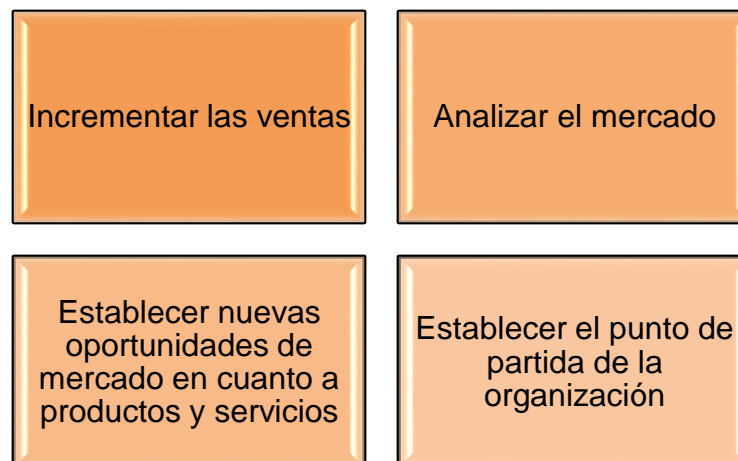 Incrementar las ventas
Analizar el mercado
Establecer nuevas
oportunidades de
mercado en cuanto a
productos y servicios
Establecer el punto de
partida de la
organización